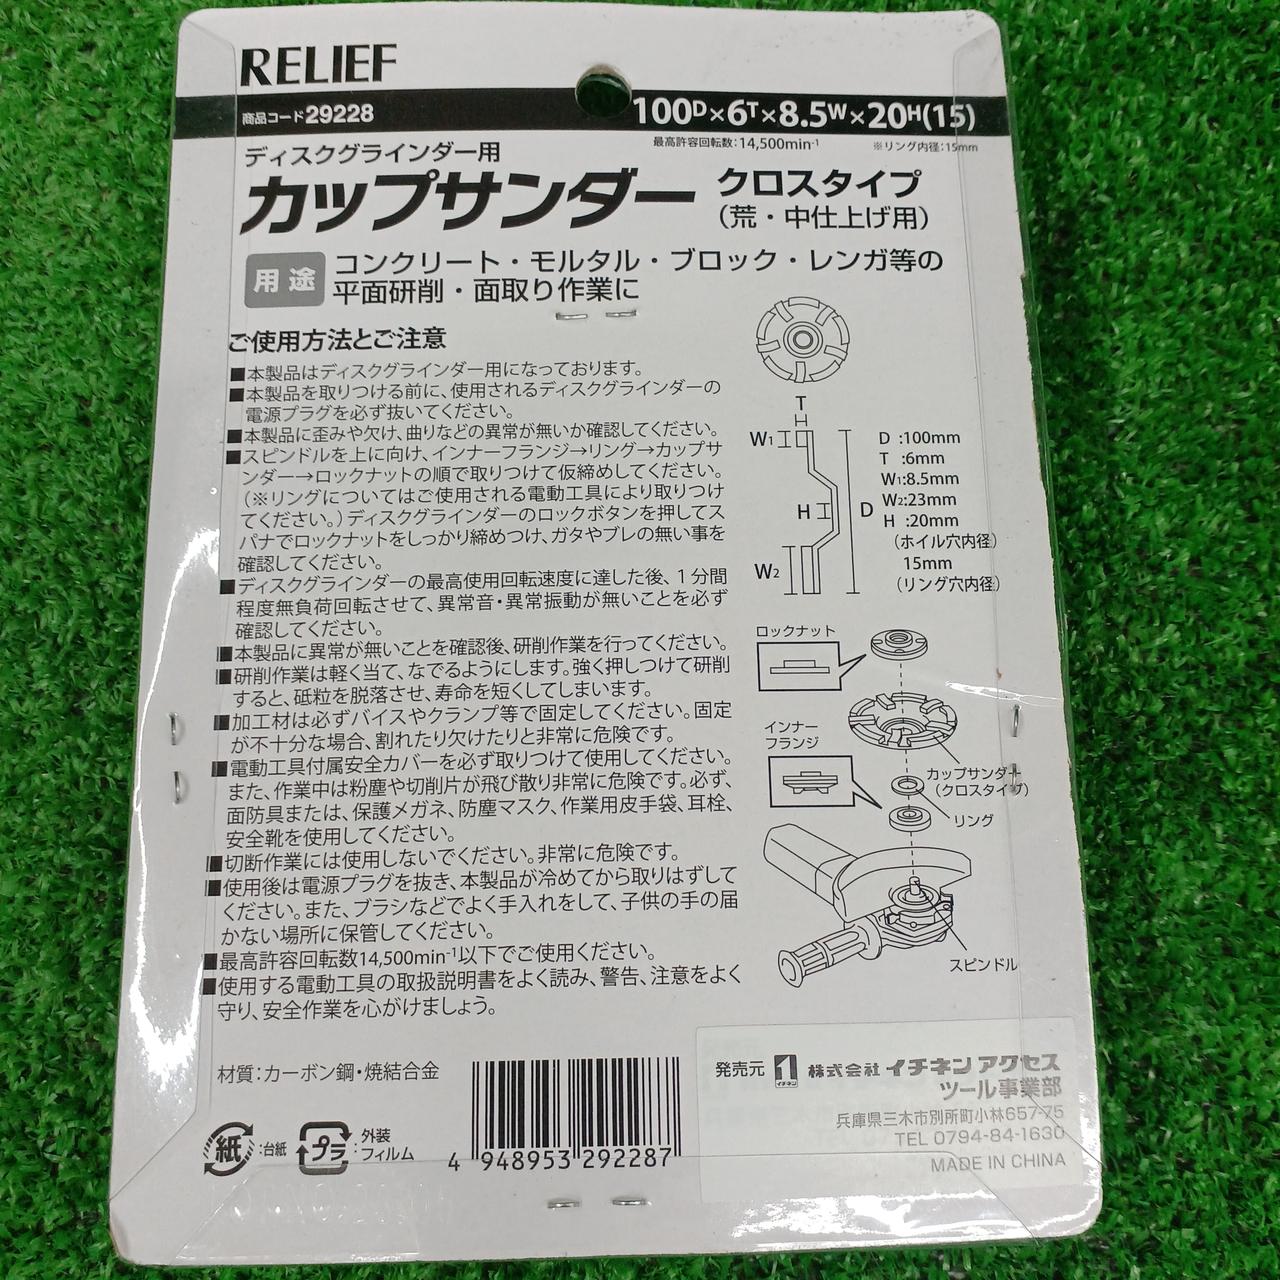 RELIEF
商品コード29228
100D×6T×8.5W×20H(15)
最高許容回転数：14,500min-1
※リング内径：15mm
ディスクグラインダー用
カップサンダー クロスタイプ
（荒・中仕上げ用）
用途
コンクリート・モルタル・ブロック・レンガ等の
平面研削・面取り作業に
ご使用方法とご注意
■本製品はディスクグラインダー用になっております。
■本製品を取りつける前に、使用されるディスクグラインダーの
電源プラグを必ず抜いてください。
■本製品に歪みや欠け、曲りなどの異常が無いか確認してください。
■スピンドルを上に向け、インナーフランジ→リング→カップサ
ンダー→ロックナットの順で取りつけて仮締めしてください。
（※リングについてはご使用される電動工具により取りつけ
てください。）ディスクグラインダーのロックボタンを押してス
パナでロックナットをしっかり締めつけ、ガタやブレの無い事を
確認してください。
■ディスクグラインダーの最高使用回転速度に達した後、1分間
程度無負荷回転させて、異常音・異常振動が無いことを必ず
確認してください。
■本製品に異常が無いことを確認後、研削作業を行ってください。
■研削作業は軽く当て、なでるようにします。強く押しつけて研削
すると、砥粒を脱落させ、寿命を短くしてしまいます。
■加工材は必ずバイスやクランプ等で固定してください。固定
が不十分な場合、割れたり欠けたりと非常に危険です。
■電動工具付属安全カバーを必ず取りつけて使用してください。
また、作業中は粉塵や切削片が飛び散り非常に危険です。必ず、
面防具または、保護メガネ、防塵マスク、作業用皮手袋、耳栓、
安全靴を使用してください。
■切断作業には使用しないでください。非常に危険です。
■使用後は電源プラグを抜き、本製品が冷めてから取りはずして
ください。また、ブラシなどでよく手入れをして、子供の手の届
かない場所に保管してください。
■最高許容回転数14,500min-1以下でご使用ください。
■使用する電動工具の取扱説明書をよく読み、警告、注意をよく
守り、安全作業を心がけましょう。
T
W1
H
D
W2
D :100mm
T :6mm
W1:8.5mm
W2:23mm
H :20mm
（ホイル穴内径）
15mm
（リング穴内径）
ロックナット
インナー
フランジ
カップサンダー
（クロスタイプ）
リング
スピンドル
材質：カーボン鋼・焼結合金
紙
:台紙
プラ
:外装
フィルム
4 948953 292287
発売元 イチネン 株式会社 イチネン アクセス
ツール事業部
兵庫県三木市別所町小林657-75
TEL 0794-84-1630
MADE IN CHINA